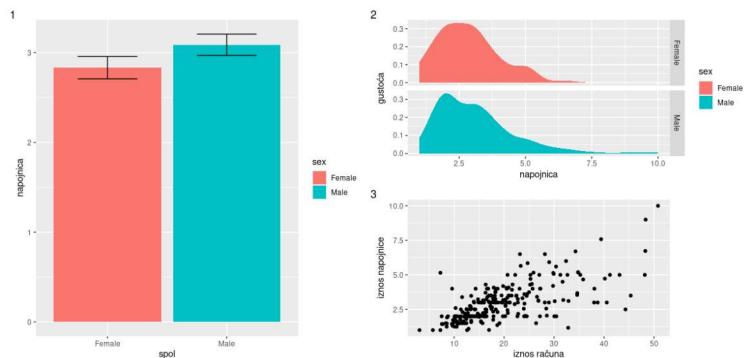 1
napojnica
3
2
1
0
Female
Male
spol
sex
Female
Male
2
gustoća
0.3
0.2
0.1
0.0
Female
0.3
0.2
0.1
0.0
Male
2.5
5.0
7.5
10.0
napojnica
sex
Female
Male
3
iznos napojnice
10.0
7.5
5.0
2.5
10
20
30
40
50
iznos računa